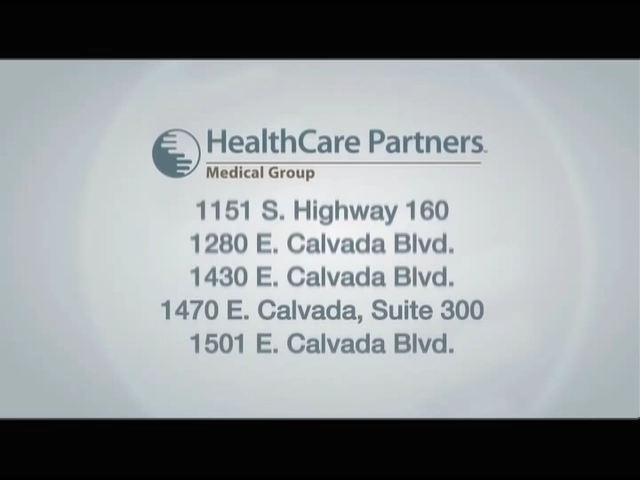 HealthCare Partners
Medical Group
1151 S. Highway 160
1280 E. Calvada Blvd.
1430 E. Calvada Blvd.
1470 E. Calvada, Suite 300
1501 E. Calvada Blvd.